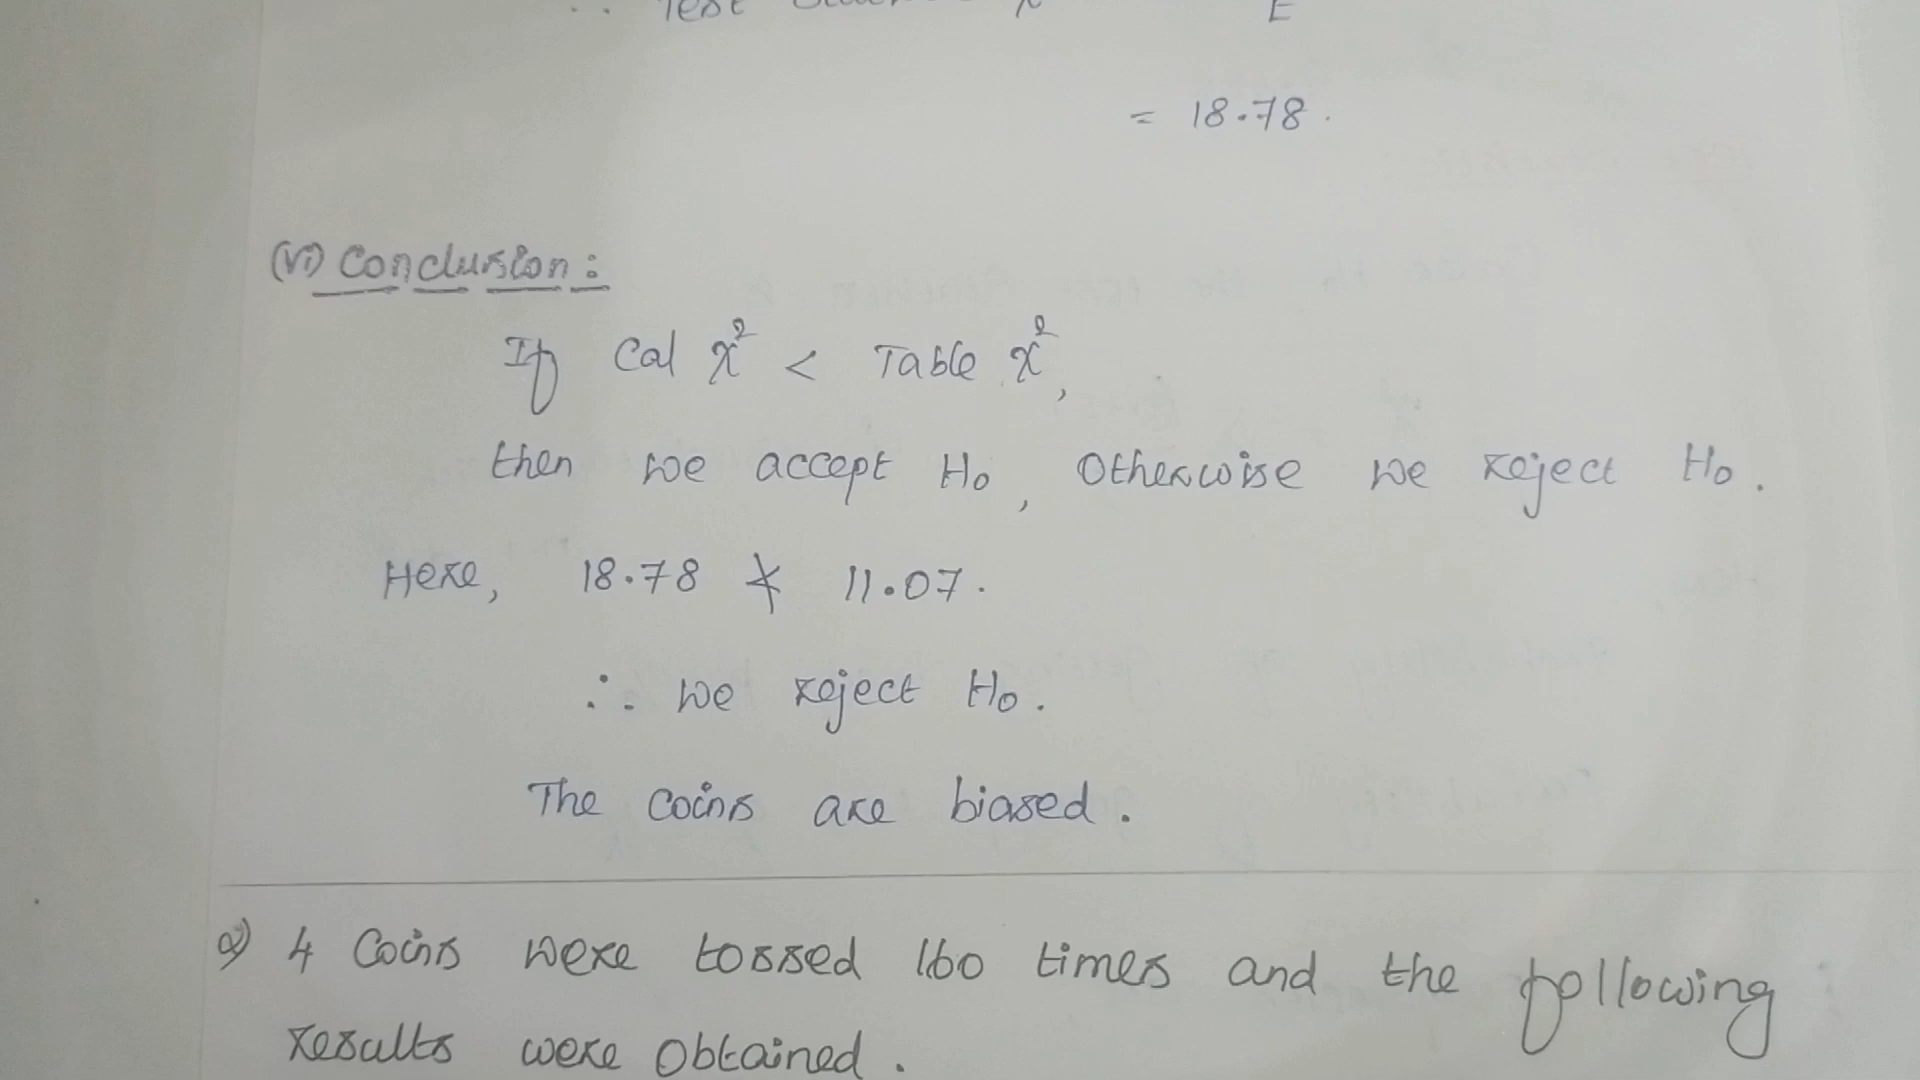 ∴ Test
E
= 18.78.
(vi) Conclusion:
If Cal χ² < Table χ²,
then we accept H₀, Otherwise we reject H₀.
Here, 18.78 ≮ 11.07.
∴ we reject H₀.
The coins are biased.
2) 4 Coins were tossed 160 times and the following
results were obtained.